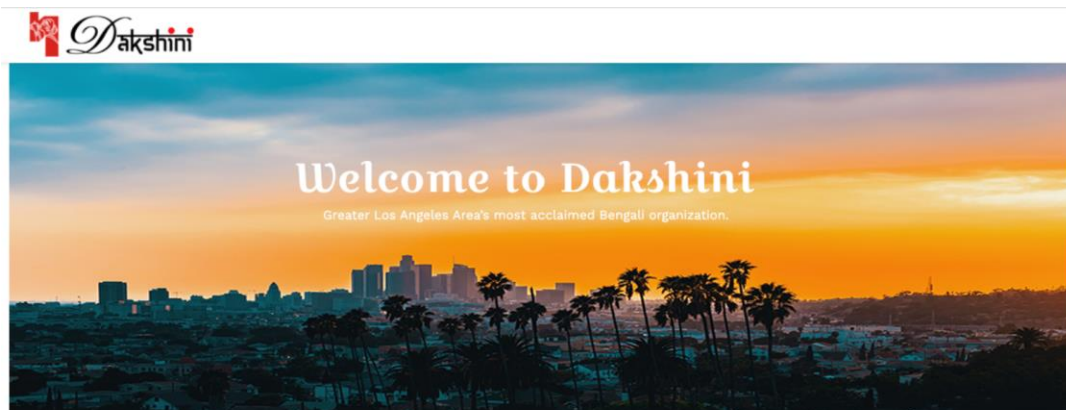 Dakshini
Welcome to Dakshini
Greater Los Angeles Area's most acclaimed Bengali organization.